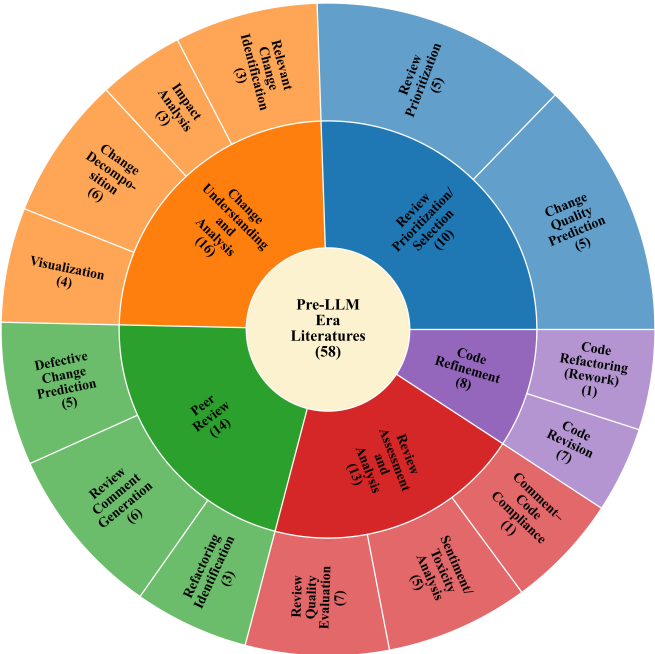 Pre-LLM
Era
Literatures
(58)
Review
Prioritization/
Selection
(10)
Review
Prioritization
(5)
Change
Quality
Prediction
(5)
Change
Understanding
and
Analysis
(16)
Relevant
Change
Identification
(3)
Impact
Analysis
(3)
Change
Decompo-
sition
(6)
Visualization
(4)
Peer
Review
(14)
Defective
Change
Prediction
(5)
Review
Comment
Generation
(6)
Refactoring
Identification
(3)
Review
Assessment
and
Analysis
(13)
Review
Quality
Evaluation
(7)
Sentiment/
Toxicity
Analysis
(5)
Comment–
Code
Compliance
(1)
Code
Refinement
(8)
Code
Revision
(7)
Code
Refactoring
(Rework)
(1)